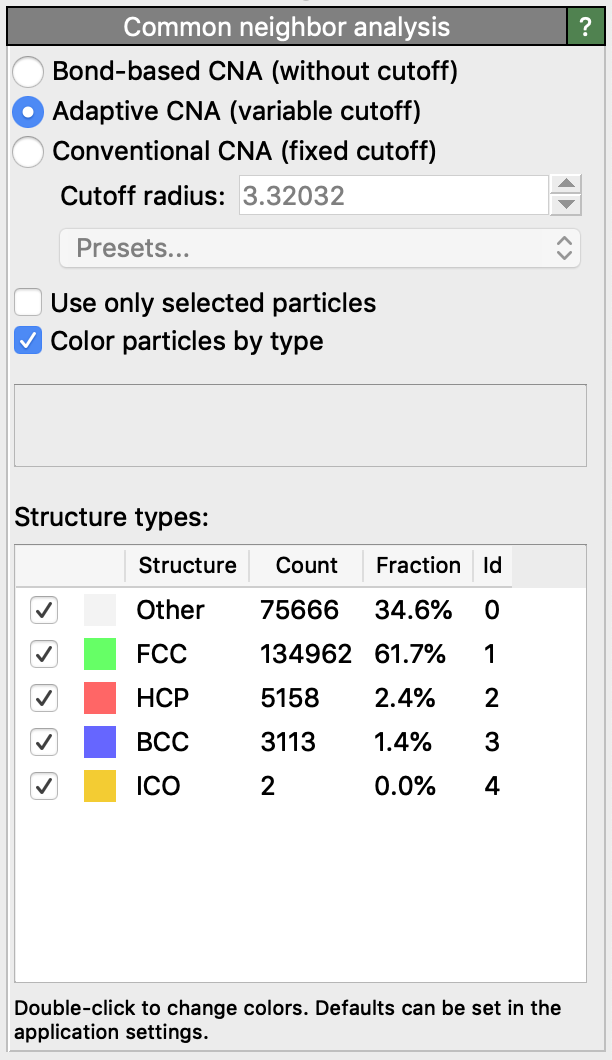 Common neighbor analysis ?
Bond-based CNA (without cutoff)
Adaptive CNA (variable cutoff)
Conventional CNA (fixed cutoff)
Cutoff radius: 3.32032
Presets...
Use only selected particles
Color particles by type
Structure types:
Structure Count Fraction Id
Other 75666 34.6% 0
FCC 134962 61.7% 1
HCP 5158 2.4% 2
BCC 3113 1.4% 3
ICO 2 0.0% 4
Double-click to change colors. Defaults can be set in the
application settings.